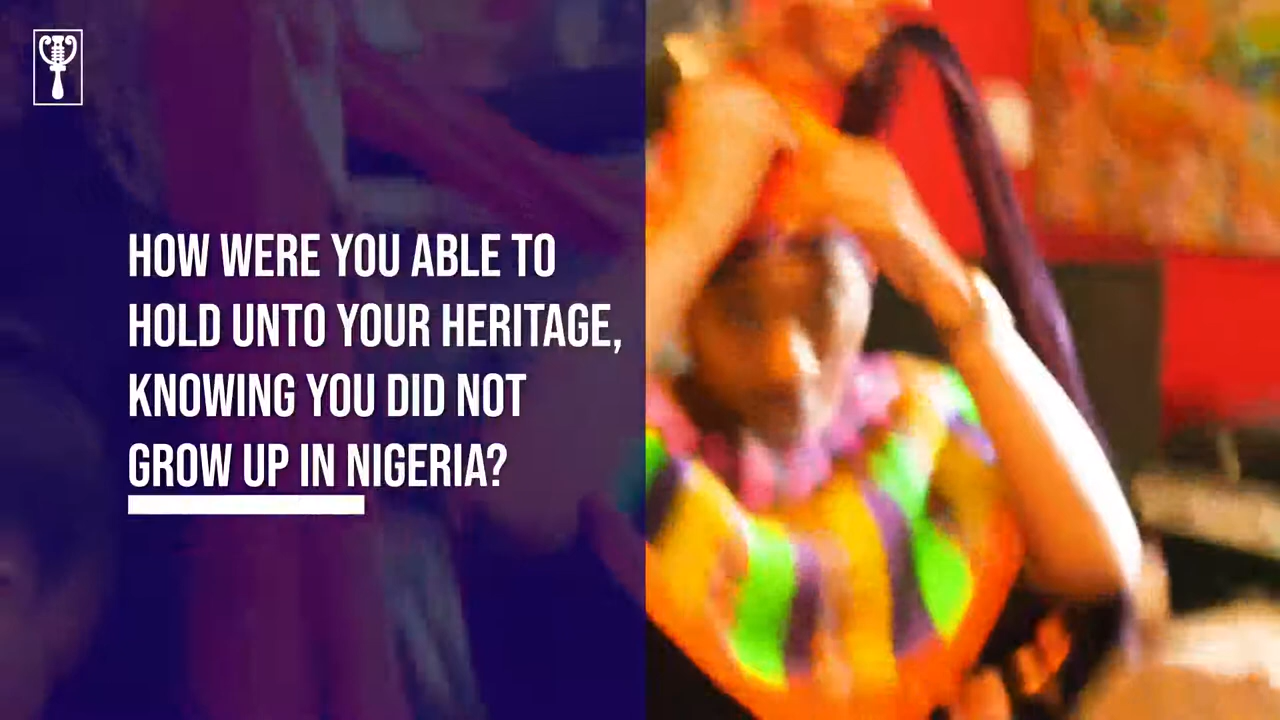 HOW WERE YOU ABLE TO
HOLD UNTO YOUR HERITAGE,
KNOWING YOU DID NOT
GROW UP IN NIGERIA?